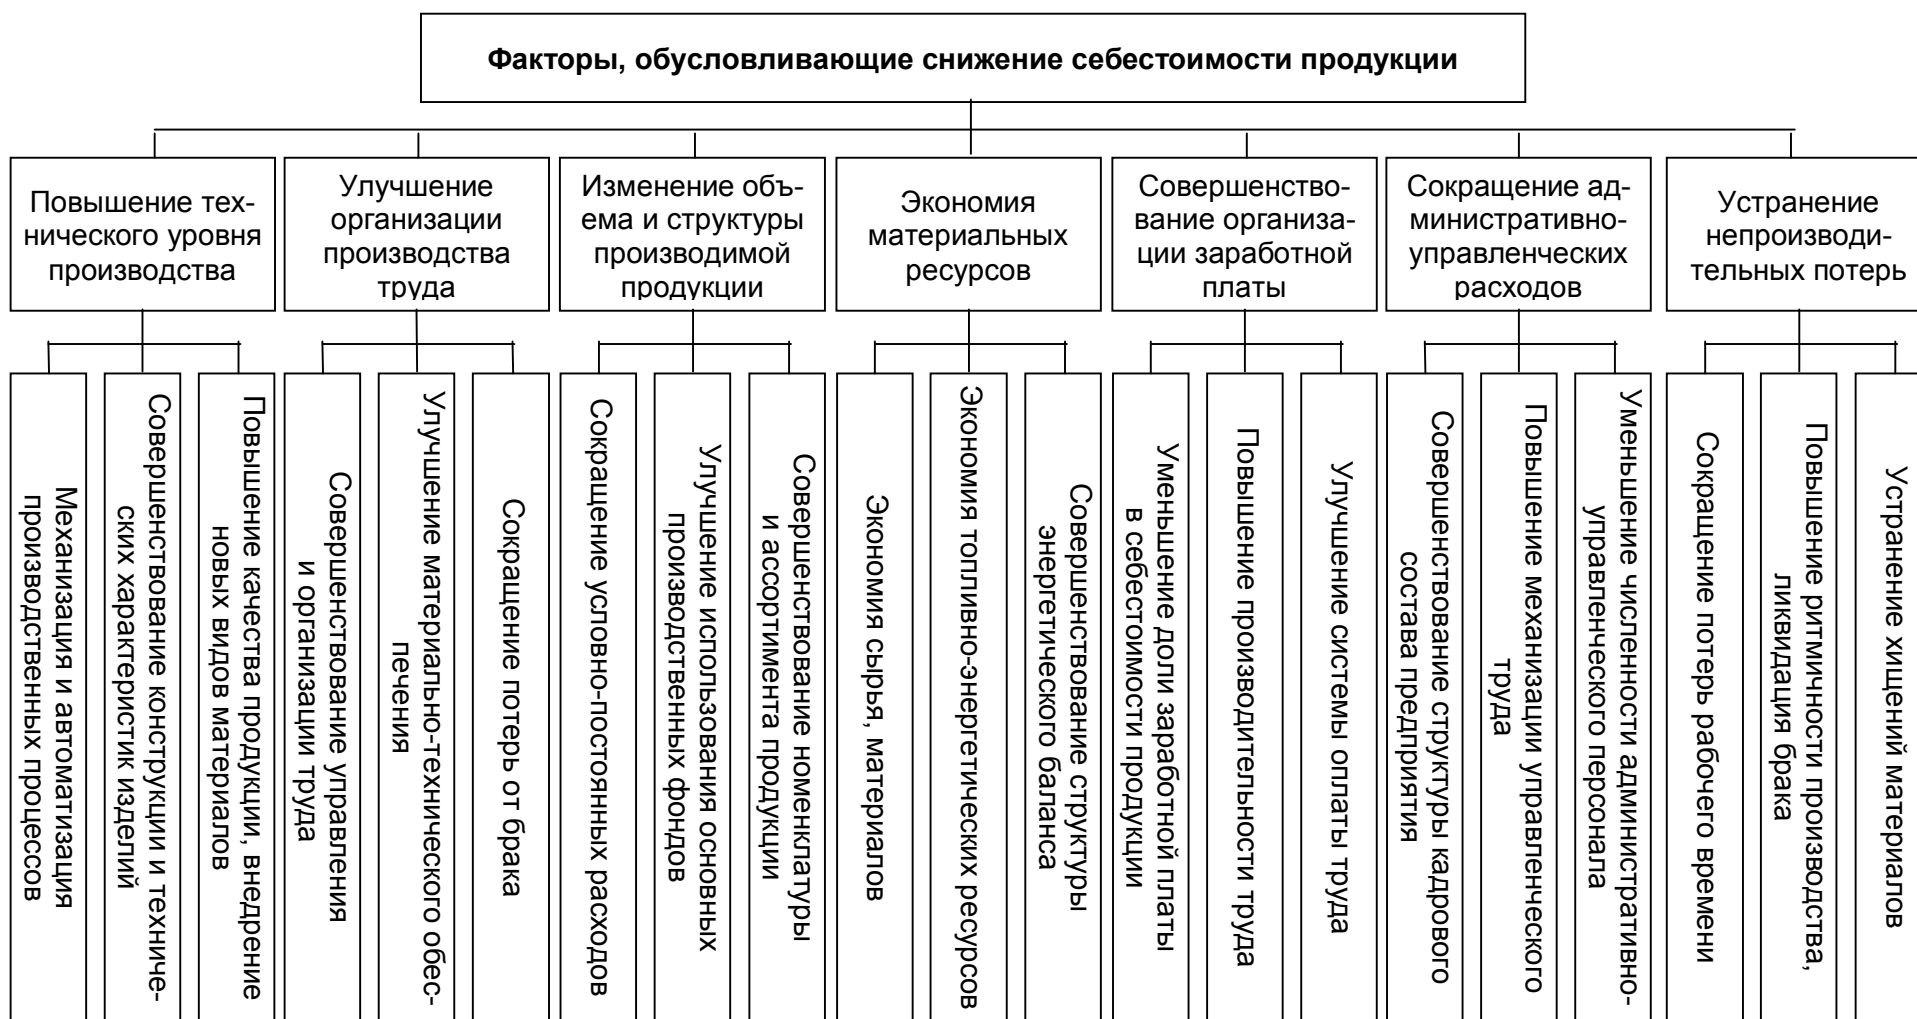 Факторы, обусловливающие снижение себестоимости продукции
Повышение тех-
нического уровня
производства
Улучшение
организации
производства
труда
Изменение объ-
ема и структуры
производимой
продукции
Экономия
материальных
ресурсов
Совершенство-
вание организа-
ции заработной
платы
Сокращение ад-
министративно-
управленческих
расходов
Устранение
непроизводи-
тельных потерь
Механизация и автоматизация
производственных процессов
Совершенствование конструкции и техниче-
ских характеристик изделий
Повышение качества продукции, внедрение
новых видов материалов
Совершенствование управления
и организации труда
Улучшение материально-технического обес-
печения
Сокращение потерь от брака
Сокращение условно-постоянных расходов
Улучшение использования основных
производственных фондов
Совершенствование номенклатуры
и ассортимента продукции
Экономия сырья, материалов
Экономия топливно-энергетических ресурсов
Совершенствование структуры
энергетического баланса
Уменьшение доли заработной платы
в себестоимости продукции
Повышение производительности труда
Улучшение системы оплаты труда
Совершенствование структуры кадрового
состава предприятия
Повышение механизации управленческого
труда
Уменьшение численности административно-
управленческого персонала
Сокращение потерь рабочего времени
Повышение ритмичности производства,
ликвидация брака
Устранение хищений материалов